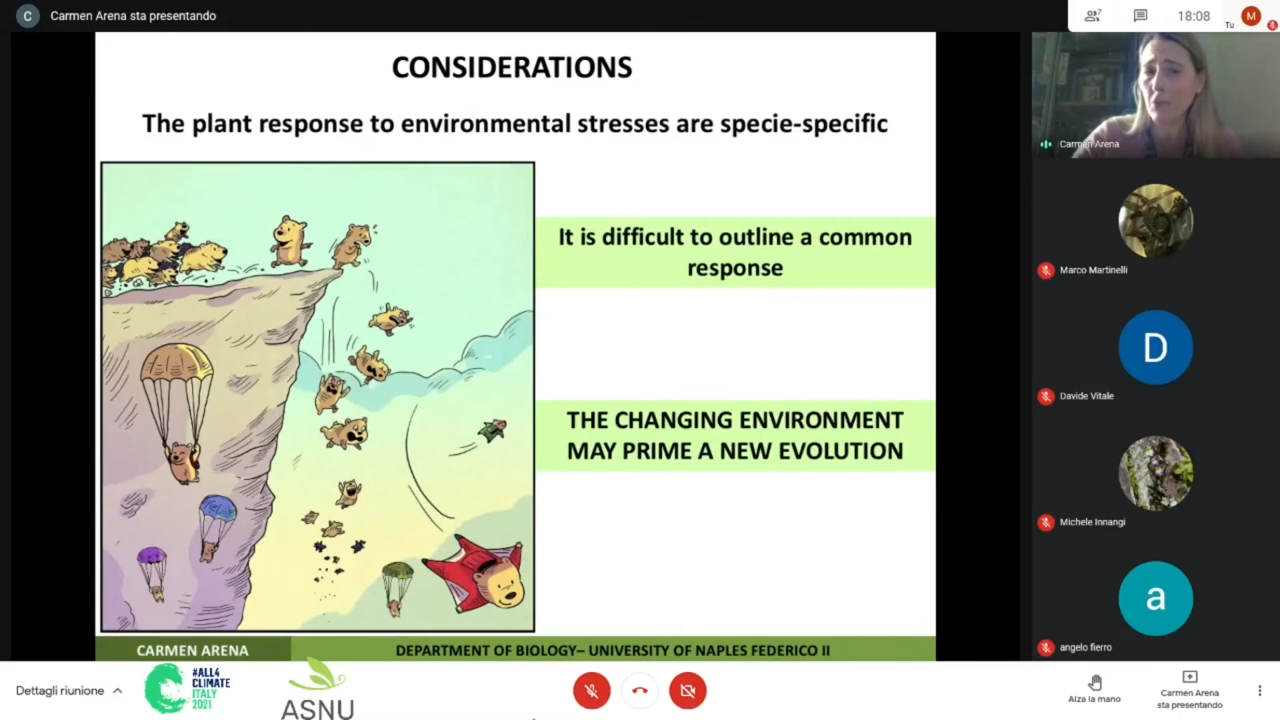 C
Carmen Arena sta presentando
7
18:08
Tu
M
CONSIDERATIONS
The plant response to environmental stresses are specie-specific
It is difficult to outline a common
response
THE CHANGING ENVIRONMENT
MAY PRIME A NEW EVOLUTION
CARMEN ARENA
DEPARTMENT OF BIOLOGY– UNIVERSITY OF NAPLES FEDERICO II
Carmen Arena
Marco Martinelli
D
Davide Vitale
Michele Innangi
a
angelo fierro
Dettagli riunione
#ALL4
CLIMATE
ITALY
2021
ASNU
Alza la mano
Carmen Arena
sta presentando